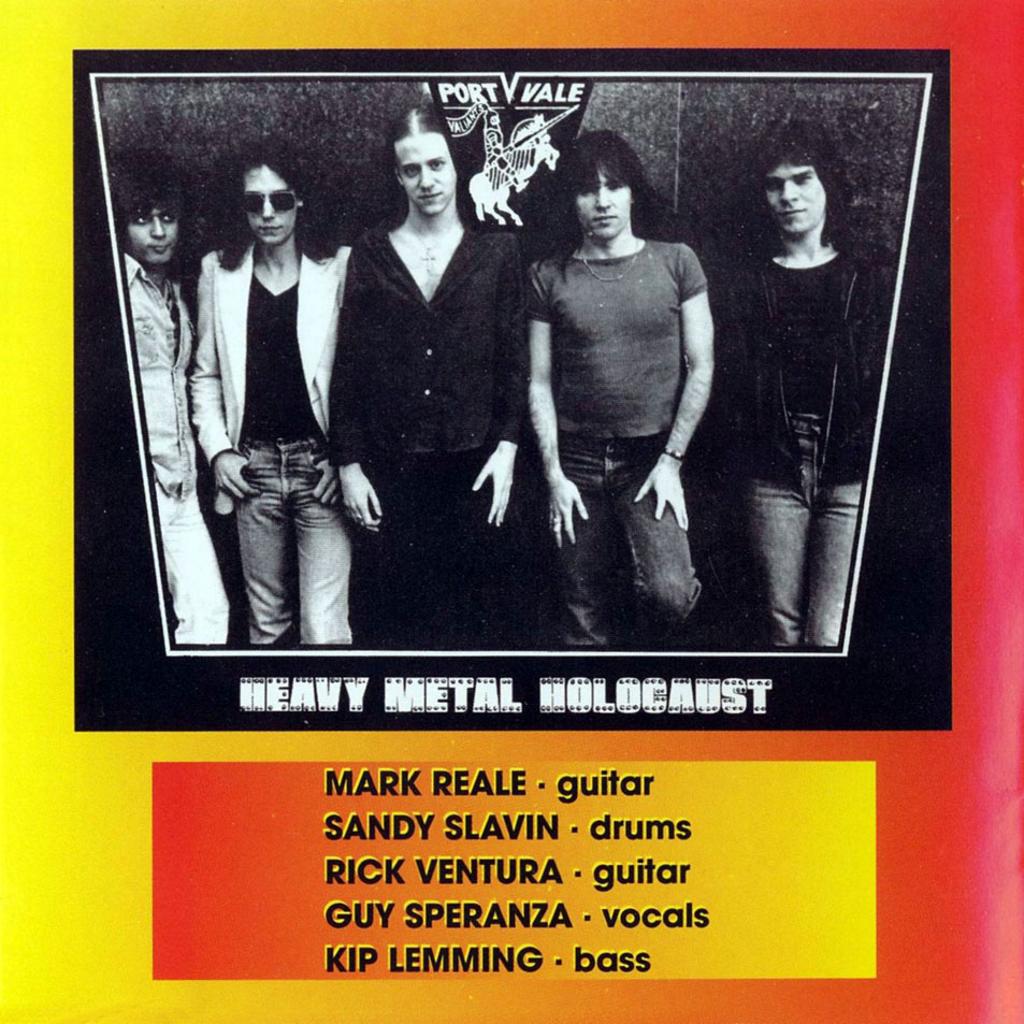 PORT VALE
VALIANTS
HEAVY METAL HOLOCAUST
MARK REALE · guitar
SANDY SLAVIN · drums
RICK VENTURA · guitar
GUY SPERANZA · vocals
KIP LEMMING · bass